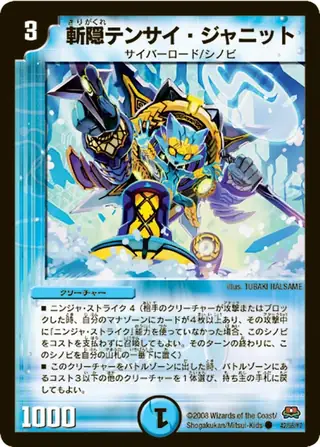 3
きりがくれ
斬隠テンサイ・ジャニット
サイバーロード/シノビ
illus. TUBAKI HALSAME
クリーチャー
■ニンジャ・ストライク 4 (相手のクリーチャーが攻撃またはブロ
ックした時、自分のマナゾーンにカードが4枚以上あり、その攻撃中
に「ニンジャ・ストライク」能力を使っていなかった場合、このシノビ
をコストを支払わずに召喚してもよい。そのターンの終わりに、こ
のシノビを自分の山札の一番下に置く)
■このクリーチャーをバトルゾーンに出した時、バトルゾーンにあ
るコスト3以下の他のクリーチャーを1体選び、持ち主の手札に戻
してもよい。
1000
©2008 Wizards of the Coast/
Shogakukan/Mitsui-Kids